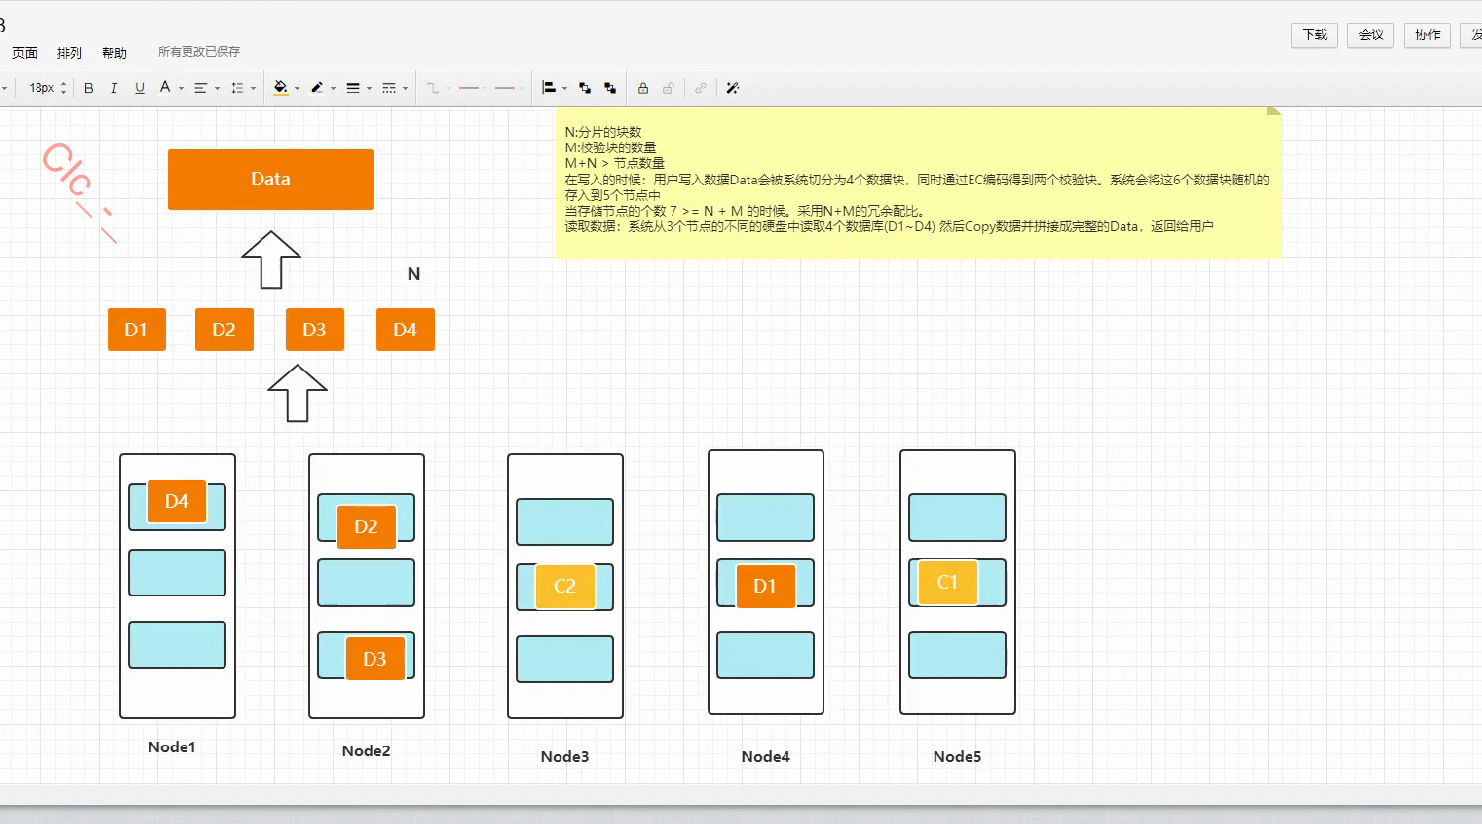 3
页面 排列 帮助 所有更改已保存
下载 会议 协作
18px B I U A
N:分片的块数
M:校验块的数量
M+N > 节点数量
在写入的时候：用户写入数据Data会被系统切分为4个数据块，同时通过EC编码得到两个校验块。系统会将这6个数据块随机的
存入到5个节点中
当存储节点的个数 ? >= N + M 的时候。采用N+M的冗余配比。
读取数据：系统从3个节点的不同的硬盘中读取4个数据库(D1~D4) 然后Copy数据并拼接成完整的Data，返回给用户
Data
N
D1 D2 D3 D4
D4
D2
C2
D1
C1
D3
Node1
Node2
Node3
Node4
Node5